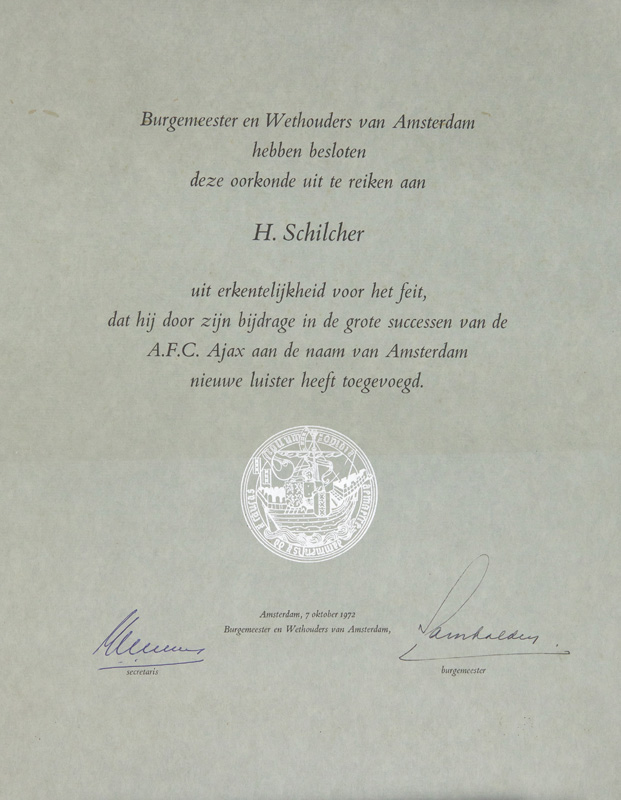 Burgemeester en Wethouders van Amsterdam
hebben besloten
deze oorkonde uit te reiken aan
H. Schilcher
uit erkentelijkheid voor het feit,
dat hij door zijn bijdrage in de grote successen van de
A.F.C. Ajax aan de naam van Amsterdam
nieuwe luister heeft toegevoegd.
Amsterdam, 7 oktober 1972
Burgemeester en Wethouders van Amsterdam,
secretaris
burgemeester